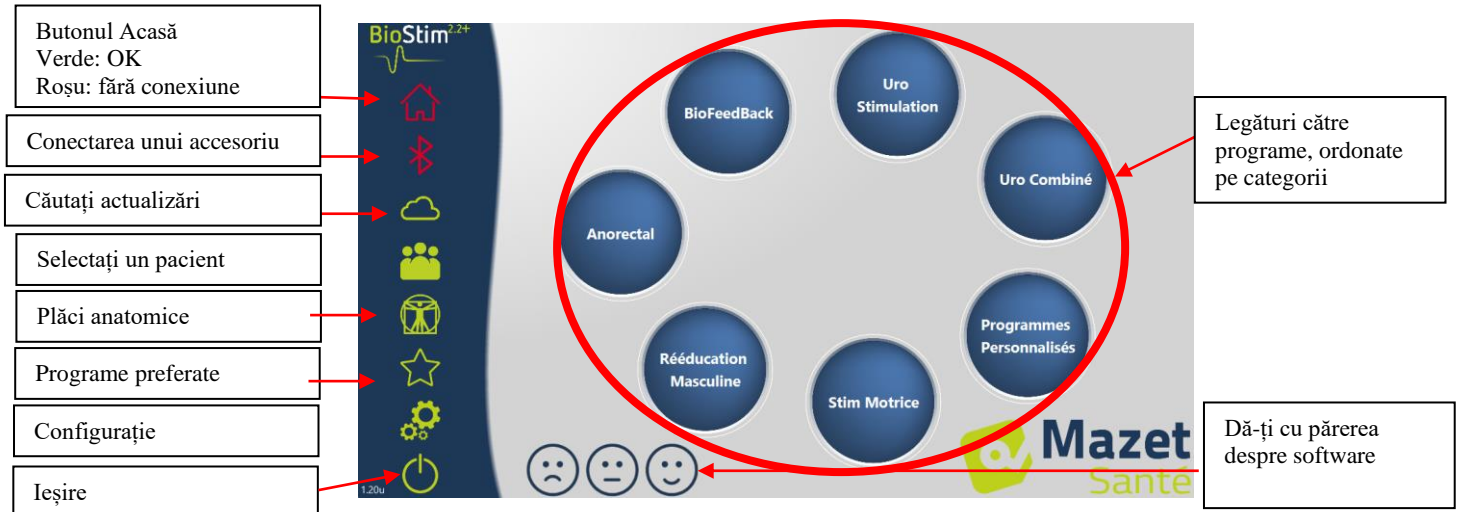 Butonul Acasă
Verde: OK
Roșu: fără conexiune
Conectarea unui accesoriu
Căutați actualizări
Selectați un pacient
Plăci anatomice
Programe preferate
Configurație
Ieșire
BioStim2.2+
1.20u
BioFeedBack
Uro
Stimulation
Uro Combiné
Anorectal
Programmes
Personnalisés
Rééducation
Masculine
Stim Motrice
Mazet
Santé
Legături către
programe, ordonate
pe categorii
Dă-ți cu părerea
despre software